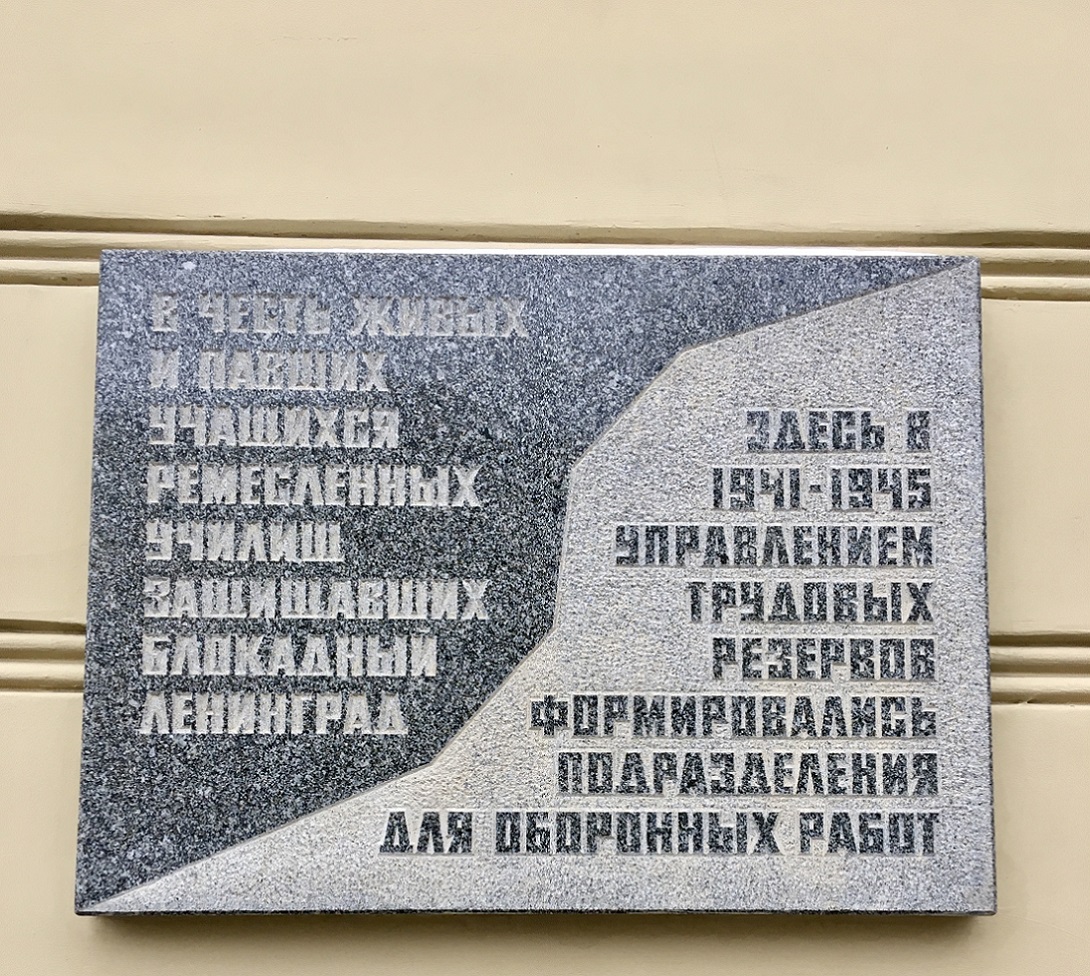 В ЧЕСТЬ ЖИВЫХ
И ПАВШИХ
УЧАЩИХСЯ
РЕМЕСЛЕННЫХ
УЧИЛИЩ
ЗАЩИЩАВШИХ
БЛОКАДНЫЙ
ЛЕНИНГРАД
ЗДЕСЬ В
1941-1945
УПРАВЛЕНИЕМ
ТРУДОВЫХ
РЕЗЕРВОВ
ФОРМИРОВАЛИСЬ
ПОДРАЗДЕЛЕНИЯ
ДЛЯ ОБОРОННЫХ РАБОТ